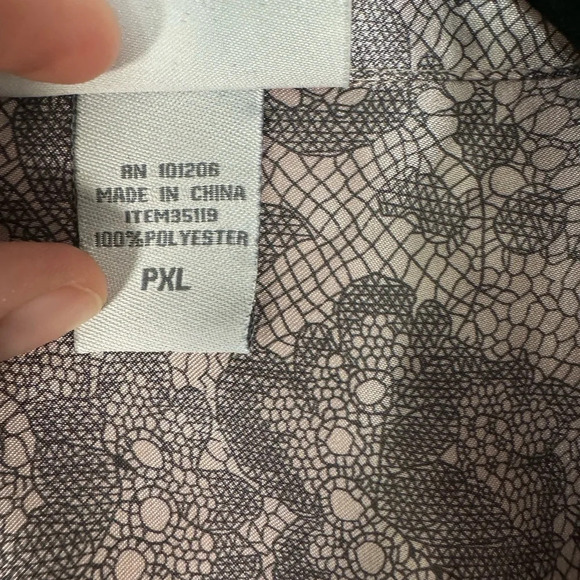 RN 101206
MADE IN CHINA
ITEM35119
100%POLYESTER
PXL